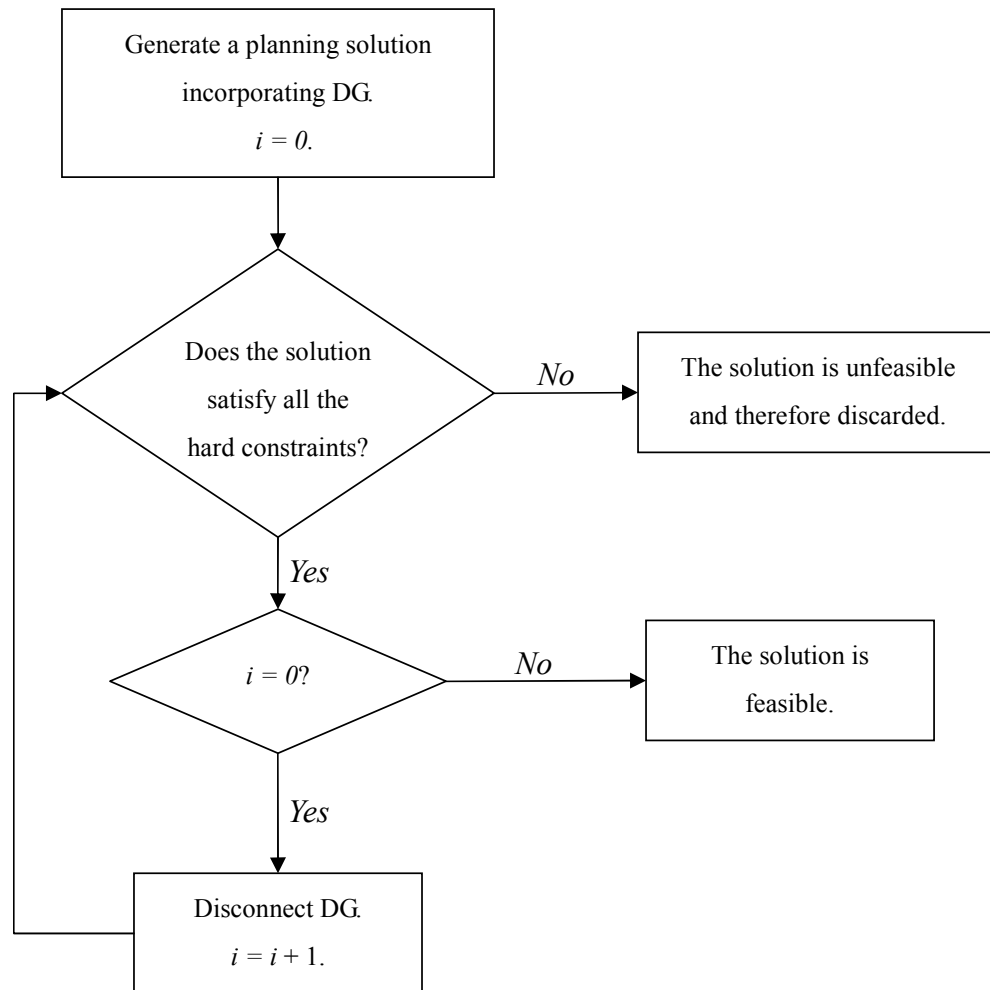 Generate a planning solution
incorporating DG.
i = 0.
Does the solution
satisfy all the
hard constraints?
No
The solution is unfeasible
and therefore discarded.
Yes
i = 0?
No
The solution is
feasible.
Yes
Disconnect DG.
i = i + 1.